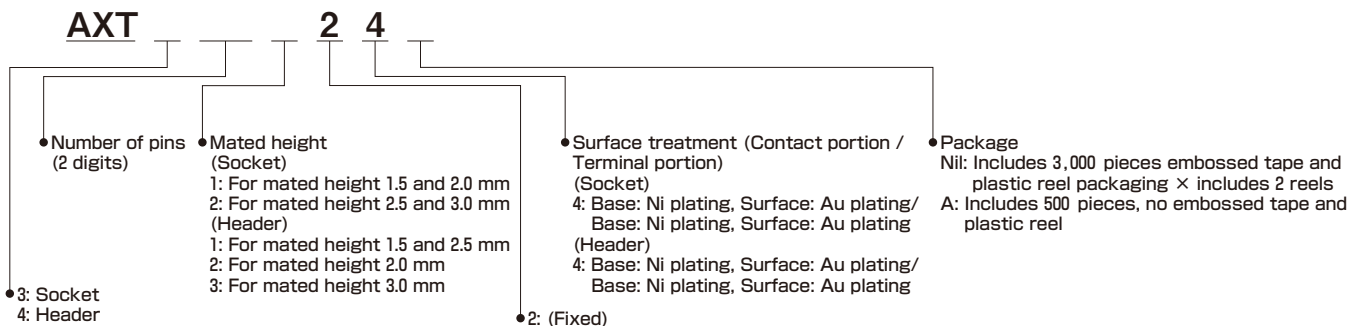 AXT 2 4
Number of pins
(2 digits)
Mated height
(Socket)
1: For mated height 1.5 and 2.0 mm
2: For mated height 2.5 and 3.0 mm
(Header)
1: For mated height 1.5 and 2.5 mm
2: For mated height 2.0 mm
3: For mated height 3.0 mm
Surface treatment (Contact portion /
Terminal portion)
(Socket)
4: Base: Ni plating, Surface: Au plating/
Base: Ni plating, Surface: Au plating
(Header)
4: Base: Ni plating, Surface: Au plating/
Base: Ni plating, Surface: Au plating
Package
Nil: Includes 3,000 pieces embossed tape and
plastic reel packaging × includes 2 reels
A: Includes 500 pieces, no embossed tape and
plastic reel
3: Socket
4: Header
2: (Fixed)